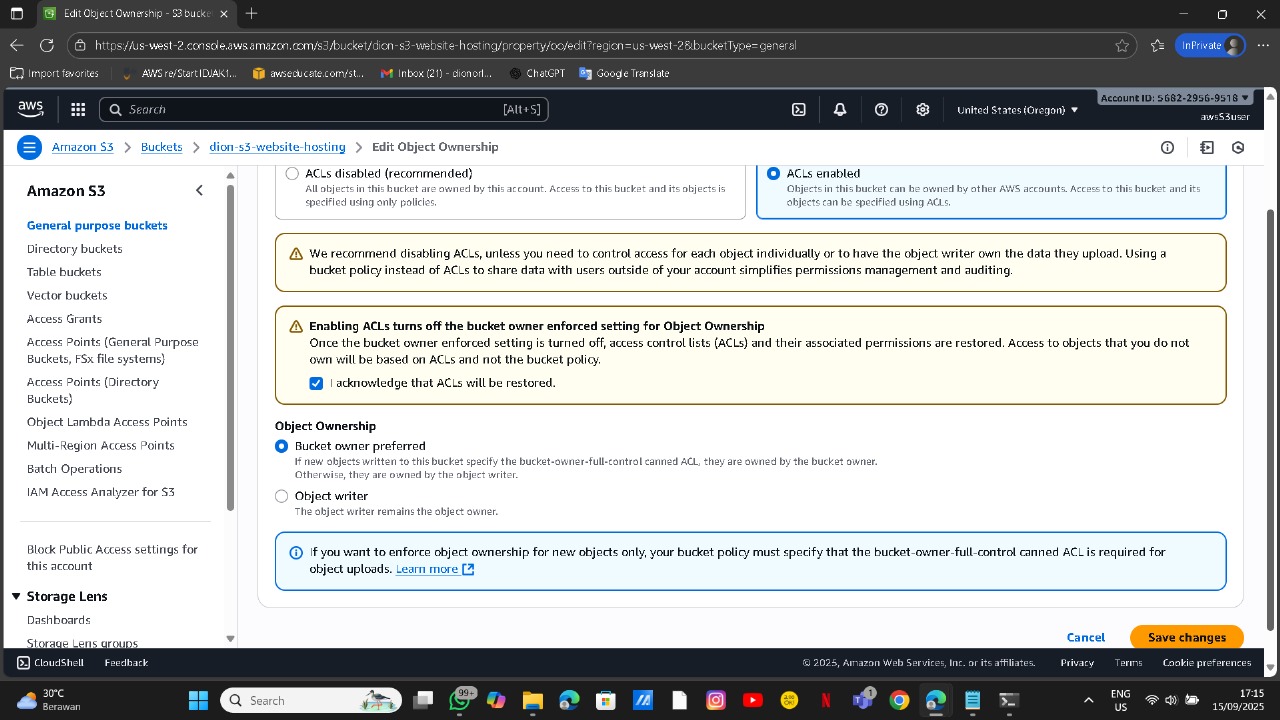 Edit Object Ownership - S3 bucke
https://us-west-2.console.aws.amazon.com/s3/bucket/dion-s3-website-hosting/property/oo/edit?region=us-west-2&bucketType=general
InPrivate
Import favorites
AWS re/Start ID/AK1...
awseducate.com/st...
Inbox (21) - dionorl...
ChatGPT
Google Translate
aws
Search
[Alt+S]
United States (Oregon)
Account ID: 5682-2956-9518
awsS3user
Amazon S3
Buckets
dion-s3-website-hosting
Edit Object Ownership
Amazon S3
General purpose buckets
Directory buckets
Table buckets
Vector buckets
Access Grants
Access Points (General Purpose
Buckets, FSx file systems)
Access Points (Directory
Buckets)
Object Lambda Access Points
Multi-Region Access Points
Batch Operations
IAM Access Analyzer for S3
Block Public Access settings for
this account
Storage Lens
Dashboards
Storage Lens groups
ACLs disabled (recommended)
All objects in this bucket are owned by this account. Access to this bucket and its objects is
specified using only policies.
ACLs enabled
Objects in this bucket can be owned by other AWS accounts. Access to this bucket and its
objects can be specified using ACLs.
We recommend disabling ACLs, unless you need to control access for each object individually or to have the object writer own the data they upload. Using a
bucket policy instead of ACLs to share data with users outside of your account simplifies permissions management and auditing.
Enabling ACLs turns off the bucket owner enforced setting for Object Ownership
Once the bucket owner enforced setting is turned off, access control lists (ACLs) and their associated permissions are restored. Access to objects that you do not
own will be based on ACLs and not the bucket policy.
I acknowledge that ACLs will be restored.
Object Ownership
Bucket owner preferred
If new objects written to this bucket specify the bucket-owner-full-control canned ACL, they are owned by the bucket owner.
Otherwise, they are owned by the object writer.
Object writer
The object writer remains the object owner.
If you want to enforce object ownership for new objects only, your bucket policy must specify that the bucket-owner-full-control canned ACL is required for
object uploads. Learn more
Cancel
Save changes
CloudShell
Feedback
© 2025, Amazon Web Services, Inc. or its affiliates.
Privacy
Terms
Cookie preferences
30°C
Berawan
Search
99+
1
ENG
US
17:15
15/09/2025